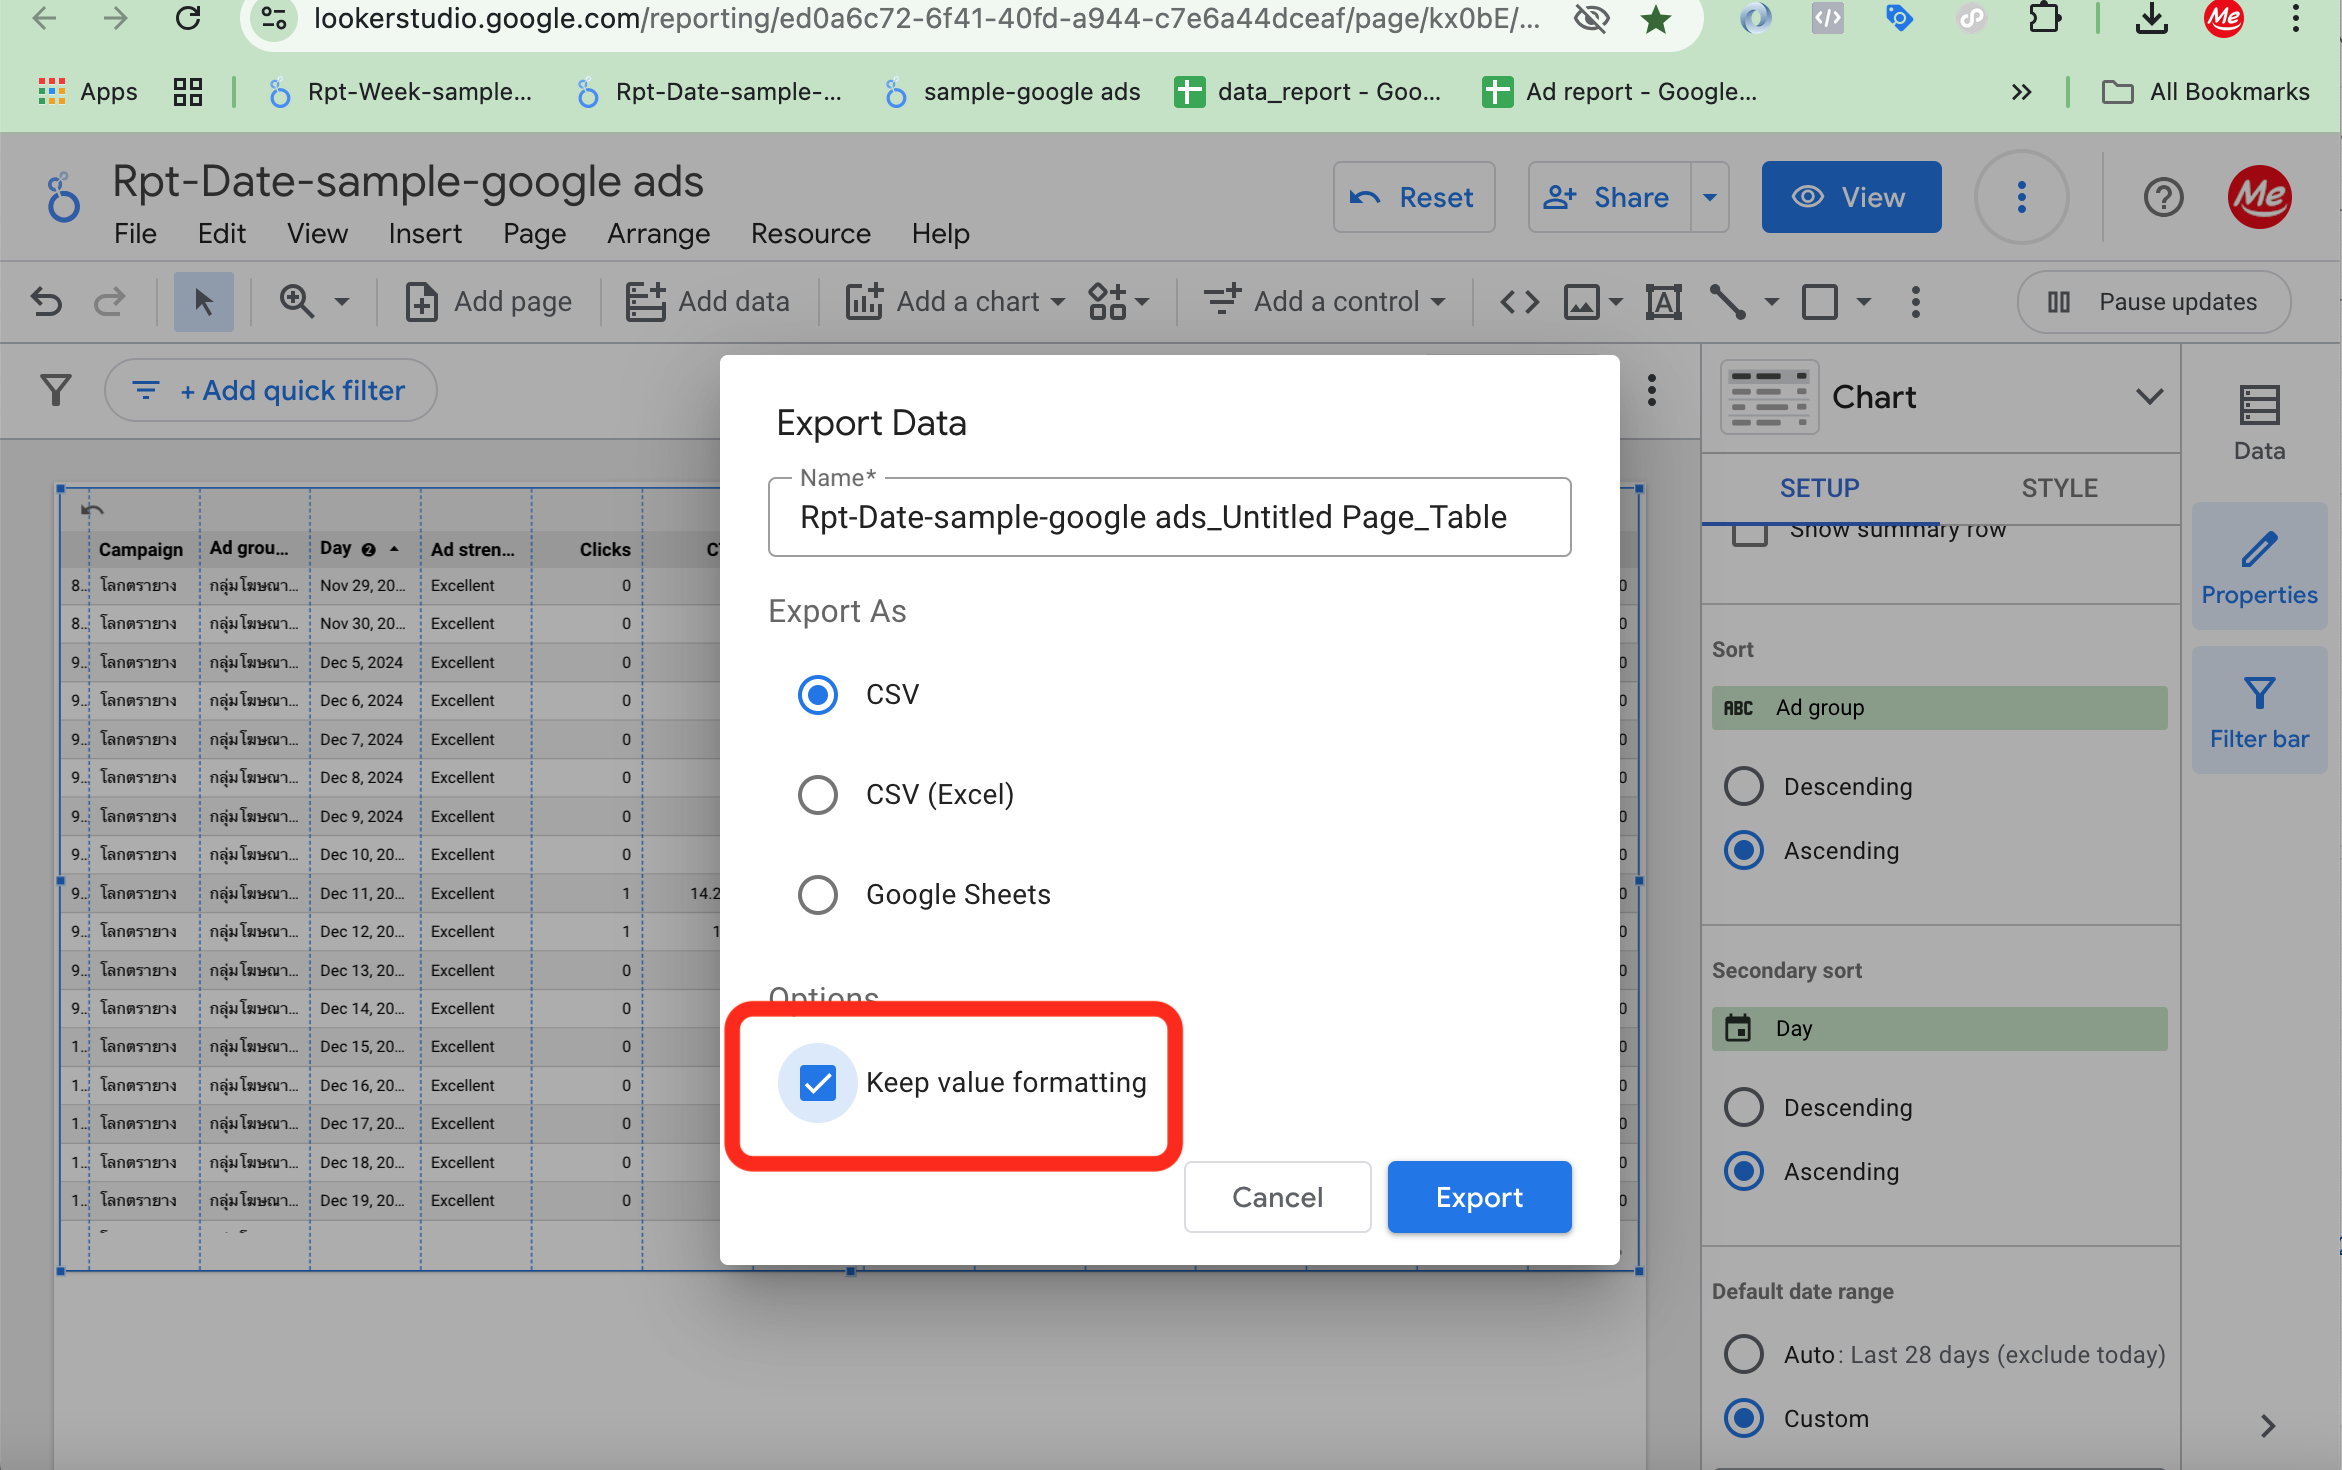 lookerstudio.google.com/reporting/ed0a6c72-6f41-40fd-a944-c7e6a44dceaf/page/kx0bE/...
Me
Apps
Rpt-Week-sample...
Rpt-Date-sample-...
sample-google ads
data_report - Goo...
Ad report - Google...
All Bookmarks
Rpt-Date-sample-google ads
File Edit View Insert Page Arrange Resource Help
Reset
Share
View
Me
Add page
Add data
Add a chart
Add a control
Pause updates
+ Add quick filter
Campaign Ad grou... Day 2 Ad stren... Clicks
8.. โลกตรายาง กลุ่มโฆษณา... Nov 29, 20... Excellent 0
8.. โลกตรายาง กลุ่มโฆษณา... Nov 30, 20... Excellent 0
9.. โลกตรายาง กลุ่มโฆษณา... Dec 5, 2024 Excellent 0
9.. โลกตรายาง กลุ่มโฆษณา... Dec 6, 2024 Excellent 0
9.. โลกตรายาง กลุ่มโฆษณา... Dec 7, 2024 Excellent 0
9.. โลกตรายาง กลุ่มโฆษณา... Dec 8, 2024 Excellent 0
9.. โลกตรายาง กลุ่มโฆษณา... Dec 9, 2024 Excellent 0
9.. โลกตรายาง กลุ่มโฆษณา... Dec 10, 20... Excellent 0
9.. โลกตรายาง กลุ่มโฆษณา... Dec 11, 20... Excellent 1 14.2
9.. โลกตรายาง กลุ่มโฆษณา... Dec 12, 20... Excellent 1 1
9.. โลกตรายาง กลุ่มโฆษณา... Dec 13, 20... Excellent 0
9.. โลกตรายาง กลุ่มโฆษณา... Dec 14, 20... Excellent 0
1.. โลกตรายาง กลุ่มโฆษณา... Dec 15, 20... Excellent 0
1.. โลกตรายาง กลุ่มโฆษณา... Dec 16, 20... Excellent 0
1.. โลกตรายาง กลุ่มโฆษณา... Dec 17, 20... Excellent 0
1.. โลกตรายาง กลุ่มโฆษณา... Dec 18, 20... Excellent 0
1.. โลกตรายาง กลุ่มโฆษณา... Dec 19, 20... Excellent 0
Export Data
Name*
Rpt-Date-sample-google ads_Untitled Page_Table
Export As
CSV
CSV (Excel)
Google Sheets
Options
Keep value formatting
Cancel
Export
Chart
SETUP
STYLE
Show summary row
Sort
ABC Ad group
Descending
Ascending
Secondary sort
Day
Descending
Ascending
Default date range
Auto: Last 28 days (exclude today)
Custom
Data
Properties
Filter bar